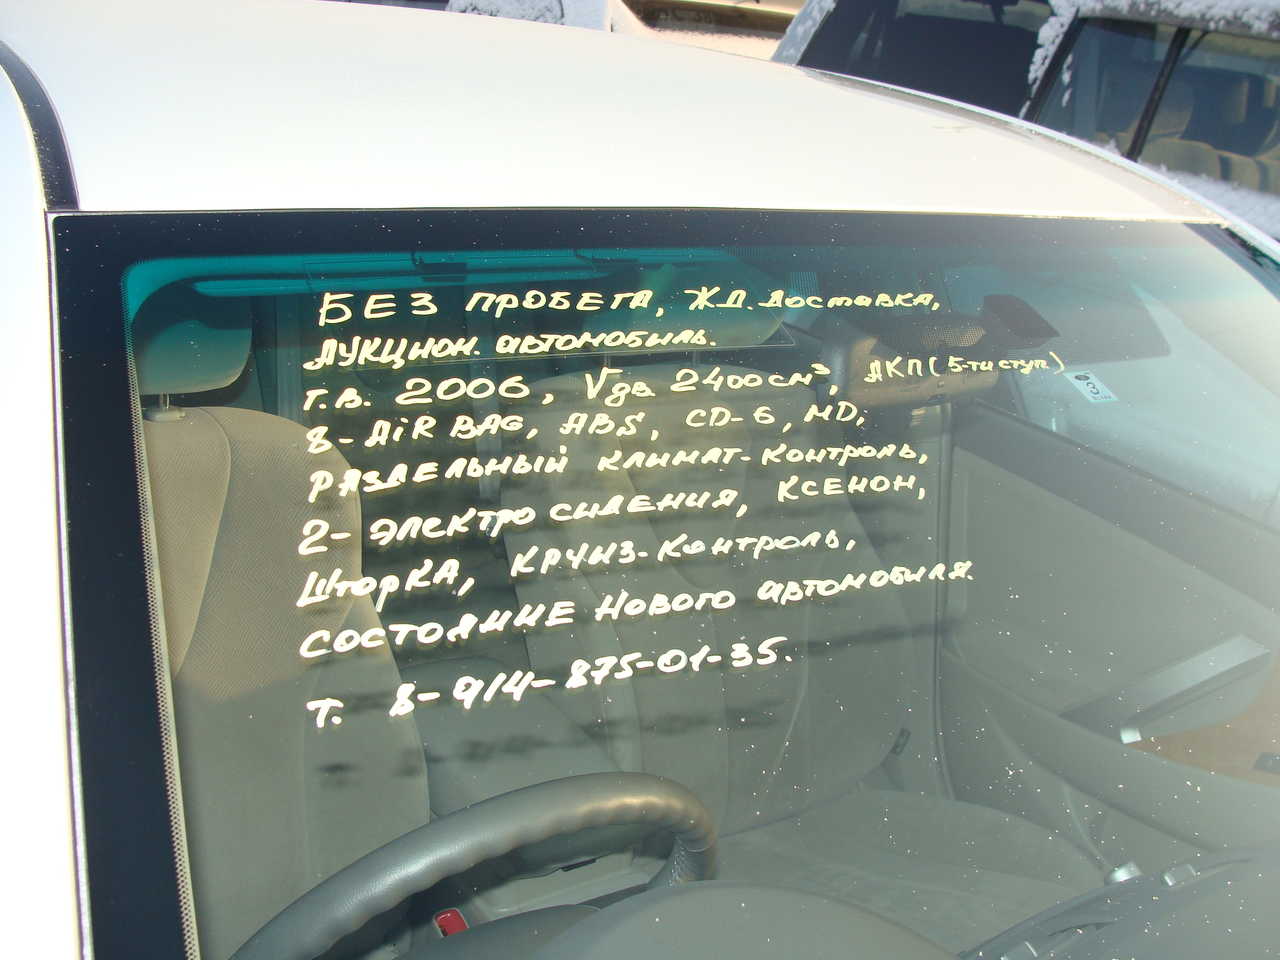 БЕЗ ПРОБЕГА, ЖД. ДОСТАВКА,
АУКЦИОН. АВТОМОБИЛЬ.
Г.В. 2006, Vдв 2400см³, АКП (5-ти ступ)
8-AiR BAG, ABS, CD-6, MD,
РАЗДЕЛЬНЫЙ КЛИМАТ-КОНТРОЛЬ,
2-ЭЛЕКТРО СИДЕНИЯ, КСЕНОН,
ШТОРКА, КРУИЗ-КОНТРОЛЬ,
СОСТОЯНИЕ НОВОГО АВТОМОБИЛЯ.
Т. 8-914-875-01-35.